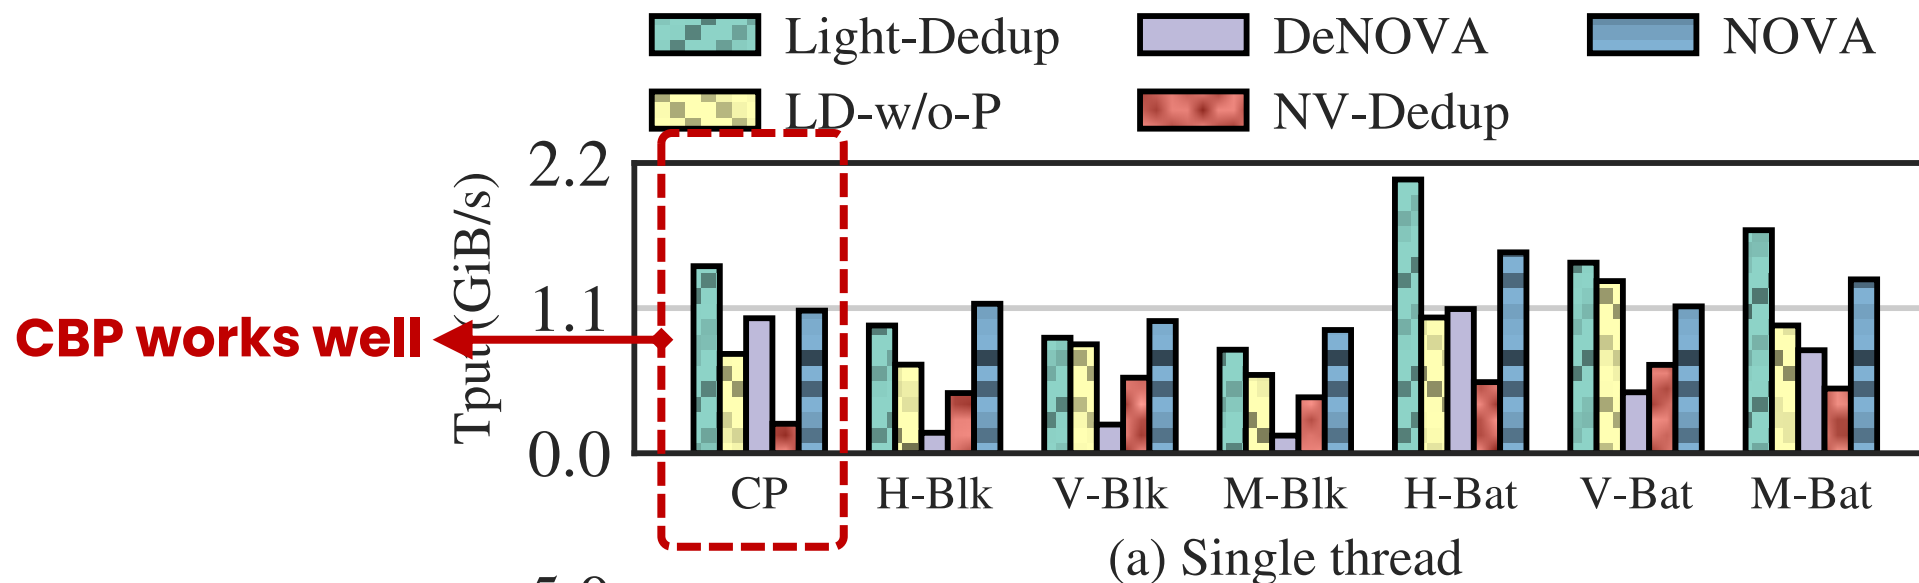 Light-Dedup DeNOVA NOVA
LD-w/o-P NV-Dedup
2.2
1.1
0.0
Tput (GiB/s)
CBP works well
CP H-Blk V-Blk M-Blk H-Bat V-Bat M-Bat
(a) Single thread